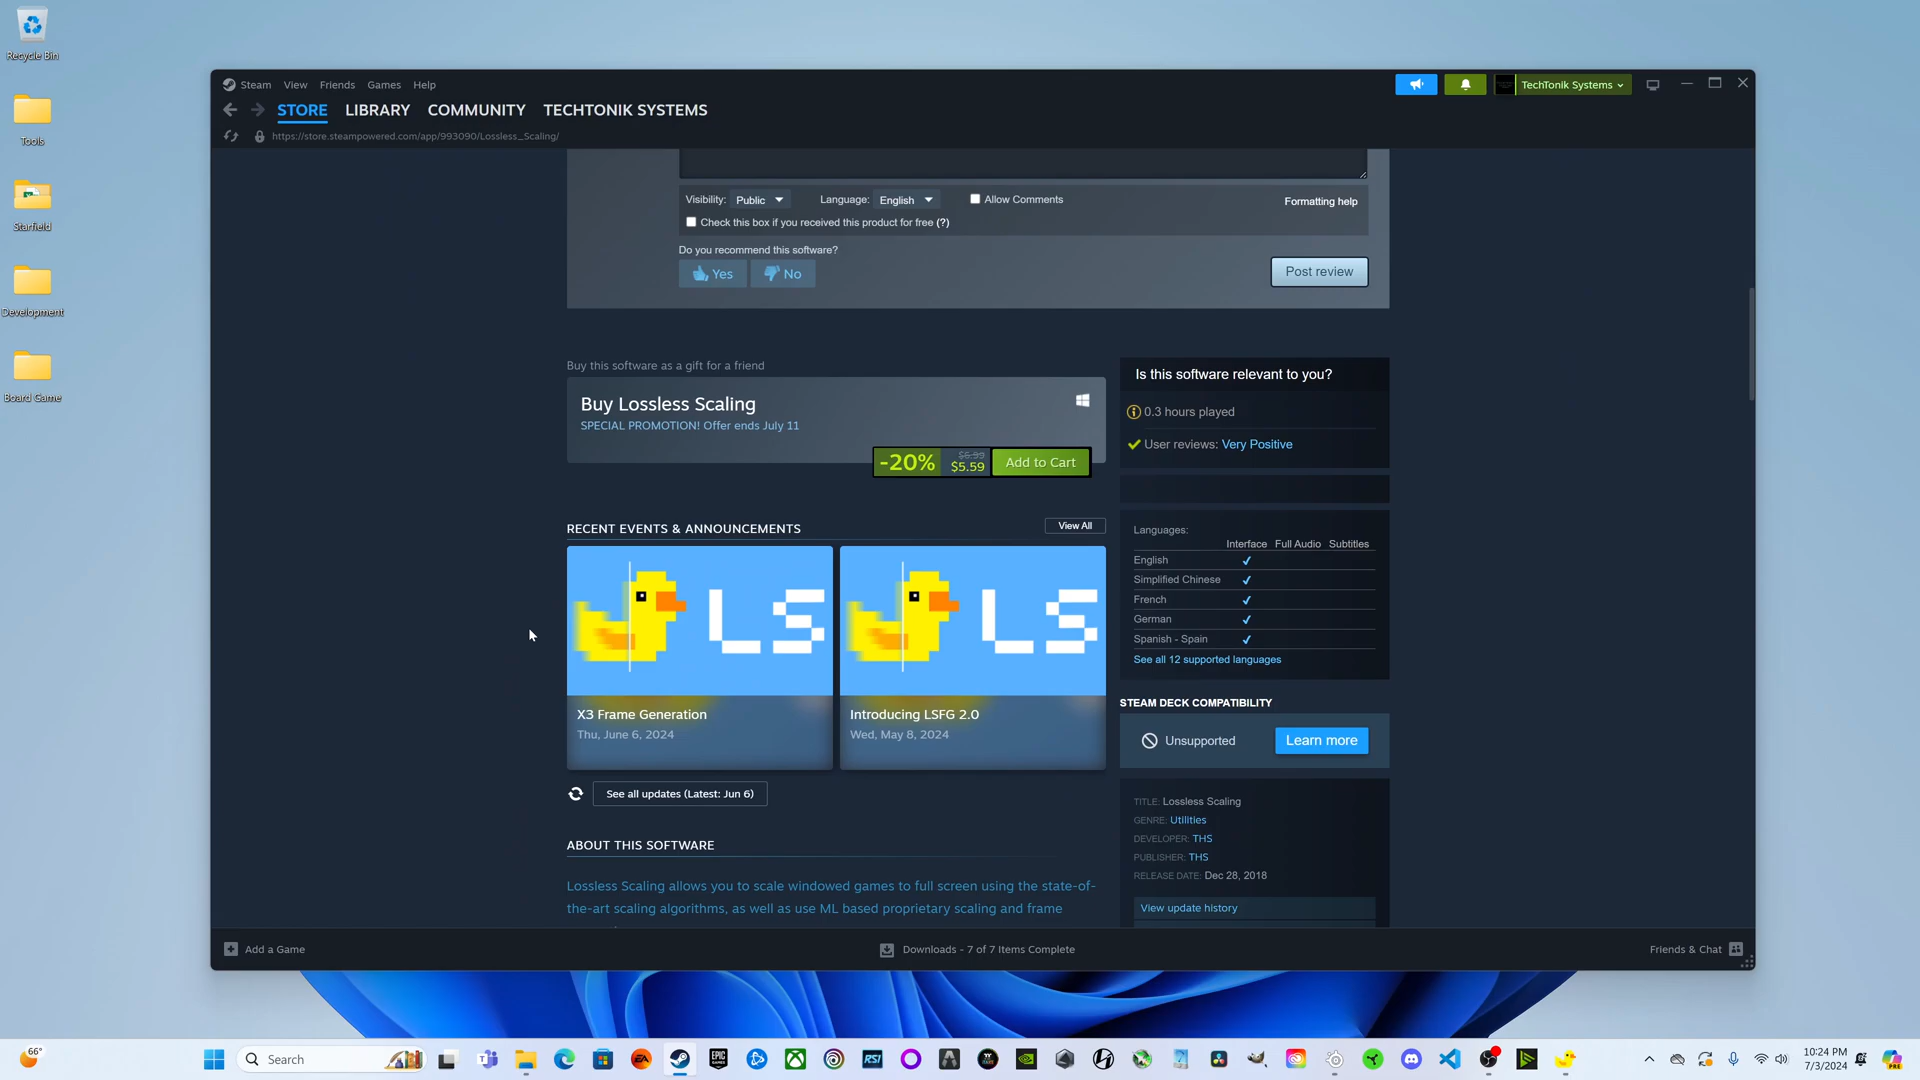 Recycle Bin
Tools
Starfield
Development
Board Game
Steam View Friends Games Help
TechTonik Systems
STORE LIBRARY COMMUNITY TECHTONIK SYSTEMS
https://store.steampowered.com/app/993090/Lossless_Scaling/
Visibility: Public Language: English Allow Comments Formatting help
Check this box if you received this product for free (?)
Do you recommend this software?
Yes No Post review
Buy this software as a gift for a friend
Buy Lossless Scaling
SPECIAL PROMOTION! Offer ends July 11
-20% $6.99 $5.59 Add to Cart
Is this software relevant to you?
0.3 hours played
User reviews: Very Positive
RECENT EVENTS & ANNOUNCEMENTS View All
LS
LS
X3 Frame Generation
Thu, June 6, 2024
Introducing LSFG 2.0
Wed, May 8, 2024
See all updates (Latest: Jun 6)
Languages:
Interface Full Audio Subtitles
English ✔
Simplified Chinese ✔
French ✔
German ✔
Spanish - Spain ✔
See all 12 supported languages
STEAM DECK COMPATIBILITY
Unsupported Learn more
ABOUT THIS SOFTWARE
Lossless Scaling allows you to scale windowed games to full screen using the state-of-
the-art scaling algorithms, as well as use ML based proprietary scaling and frame
TITLE: Lossless Scaling
GENRE: Utilities
DEVELOPER: THS
PUBLISHER: THS
RELEASE DATE: Dec 28, 2018
View update history
Add a Game
Downloads - 7 of 7 Items Complete
Friends & Chat
66°
Search
EA
EPIC GAMES
RSI
PRE
10:24 PM
7/3/2024